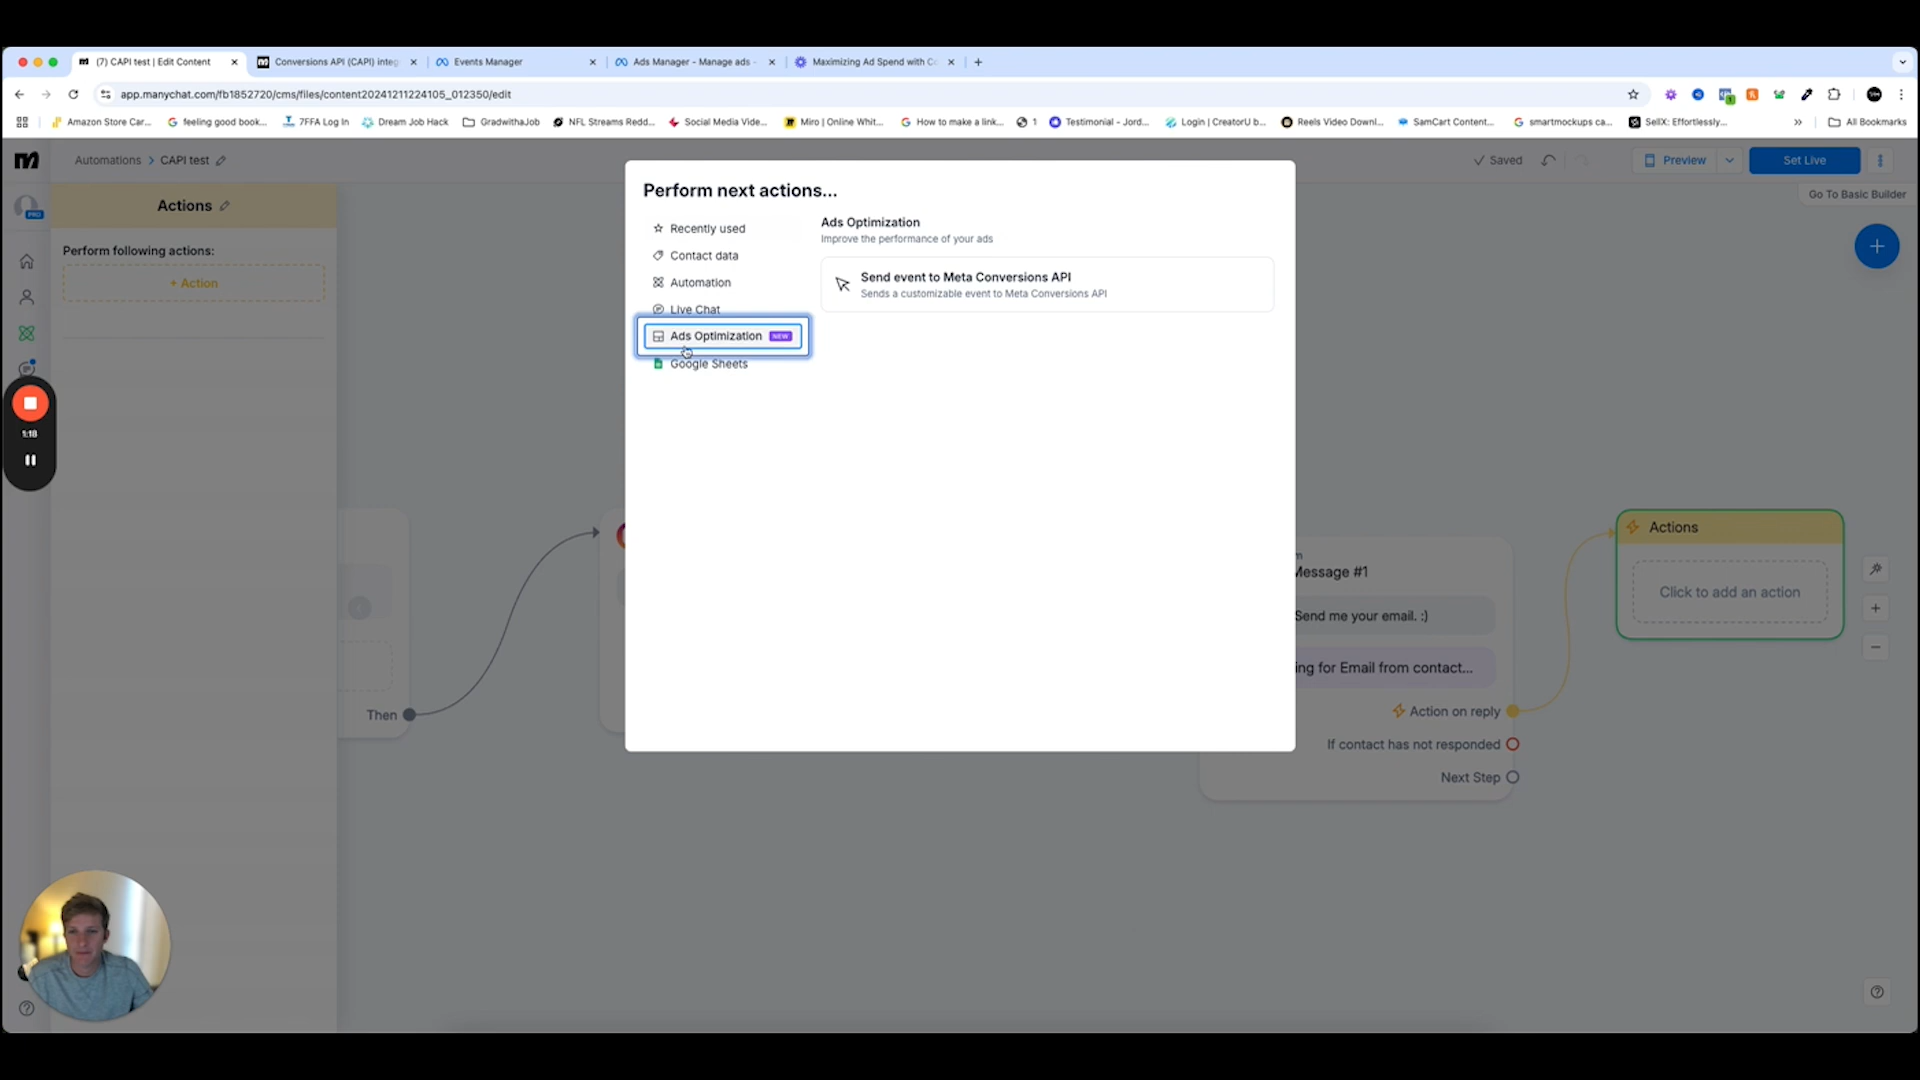 (7) CAPI test | Edit Content
Conversions API (CAPI) integ
Events Manager
Ads Manager - Manage ads -
Maximizing Ad Spend with C
app.manychat.com/fb1852720/cms/files/content20241211224105_012350/edit
Amazon Store Car...
feeling good book...
7FFA Log In
Dream Job Hack
GradwithaJob
NFL Streams Redd...
Social Media Vide...
Miro | Online Whit...
How to make a link...
1
Testimonial - Jord...
Login | CreatorU b...
Reels Video Downl...
SamCart Content...
smartmockups ca...
SellX: Effortlessly...
All Bookmarks
Automations > CAPI test
Saved
Preview
Set Live
Go To Basic Builder
PRO
Actions
Perform following actions:
+ Action
1:18
Perform next actions...
Recently used
Contact data
Automation
Live Chat
Ads Optimization NEW
Google Sheets
Ads Optimization
Improve the performance of your ads
Send event to Meta Conversions API
Sends a customizable event to Meta Conversions API
Then
m
Message #1
Send me your email. :)
ing for Email from contact...
Action on reply
If contact has not responded
Next Step
Actions
Click to add an action